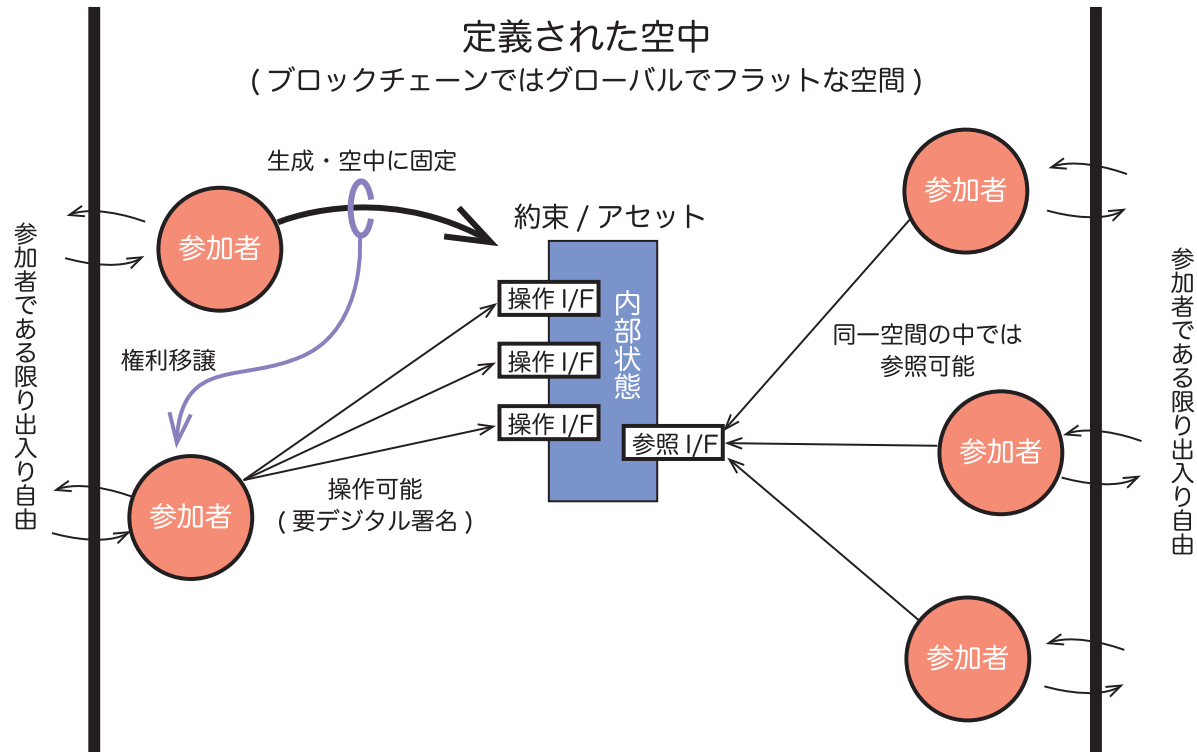 定義された空中
( ブロックチェーンではグローバルでフラットな空間 )
生成・空中に固定
参加者
参加者
約束 / アセット
参加者である限り出入り自由
操作 I/F
内部状態
操作 I/F
操作 I/F
参照 I/F
権利移譲
同一空間の中では
参照可能
参加者
参加者である限り出入り自由
参加者
操作可能
( 要デジタル署名 )
参加者